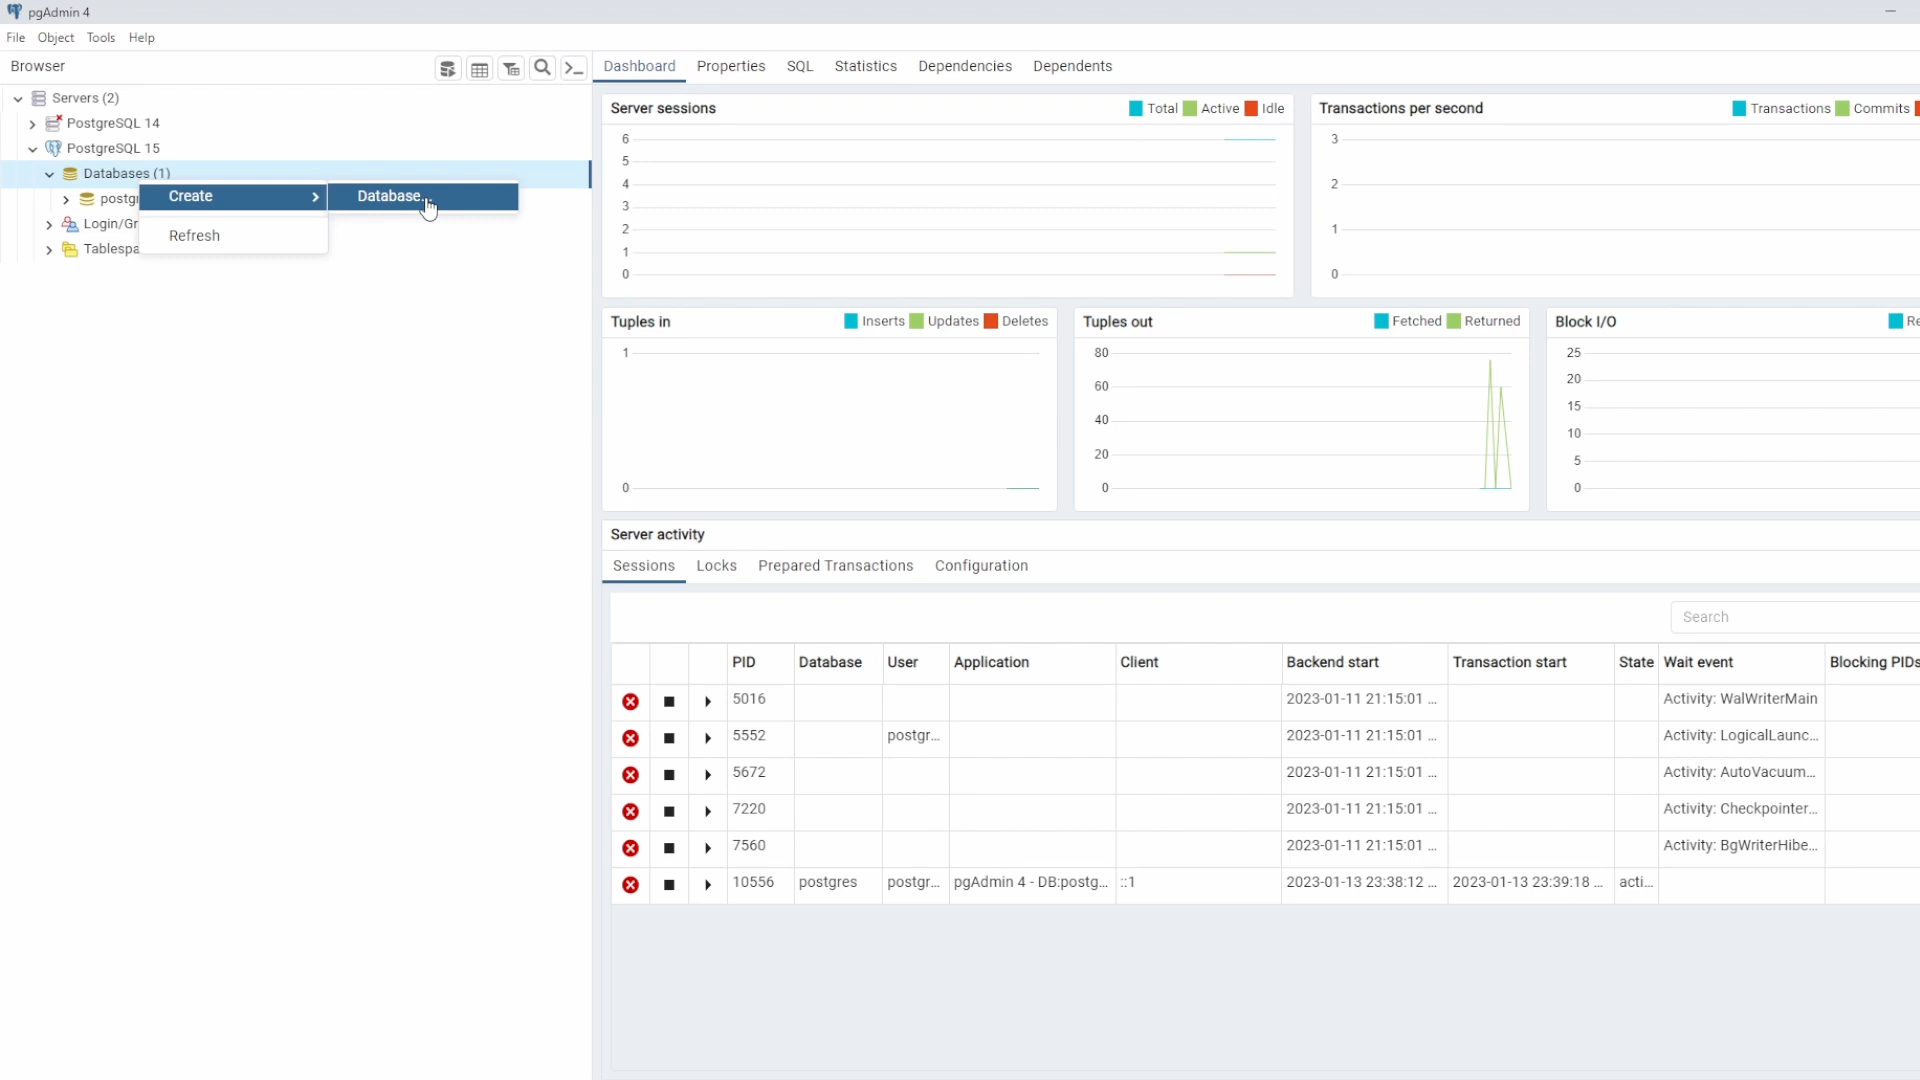 pgAdmin 4
File Object Tools Help
Browser
Dashboard Properties SQL Statistics Dependencies Dependents
Servers (2)
PostgreSQL 14
PostgreSQL 15
Databases (1)
postgr
Login/Gr
Tablespa
Create
Database...
Refresh
Server sessions
Total Active Idle
6
5
4
3
2
1
0
Transactions per second
Transactions Commits
3
2
1
0
Tuples in
Inserts Updates Deletes
1
0
Tuples out
Fetched Returned
80
60
40
20
0
Block I/O
Re
25
20
15
10
5
0
Server activity
Sessions Locks Prepared Transactions Configuration
Search
PID Database User Application Client Backend start Transaction start State Wait event Blocking PIDs
5016 2023-01-11 21:15:01 ... Activity: WalWriterMain
5552 postgr... 2023-01-11 21:15:01 ... Activity: LogicalLaunc...
5672 2023-01-11 21:15:01 ... Activity: AutoVacuum...
7220 2023-01-11 21:15:01 ... Activity: Checkpointer...
7560 2023-01-11 21:15:01 ... Activity: BgWriterHibe...
10556 postgres postgr... pgAdmin 4 - DB:postg... ::1 2023-01-13 23:38:12 ... 2023-01-13 23:39:18 ... acti...